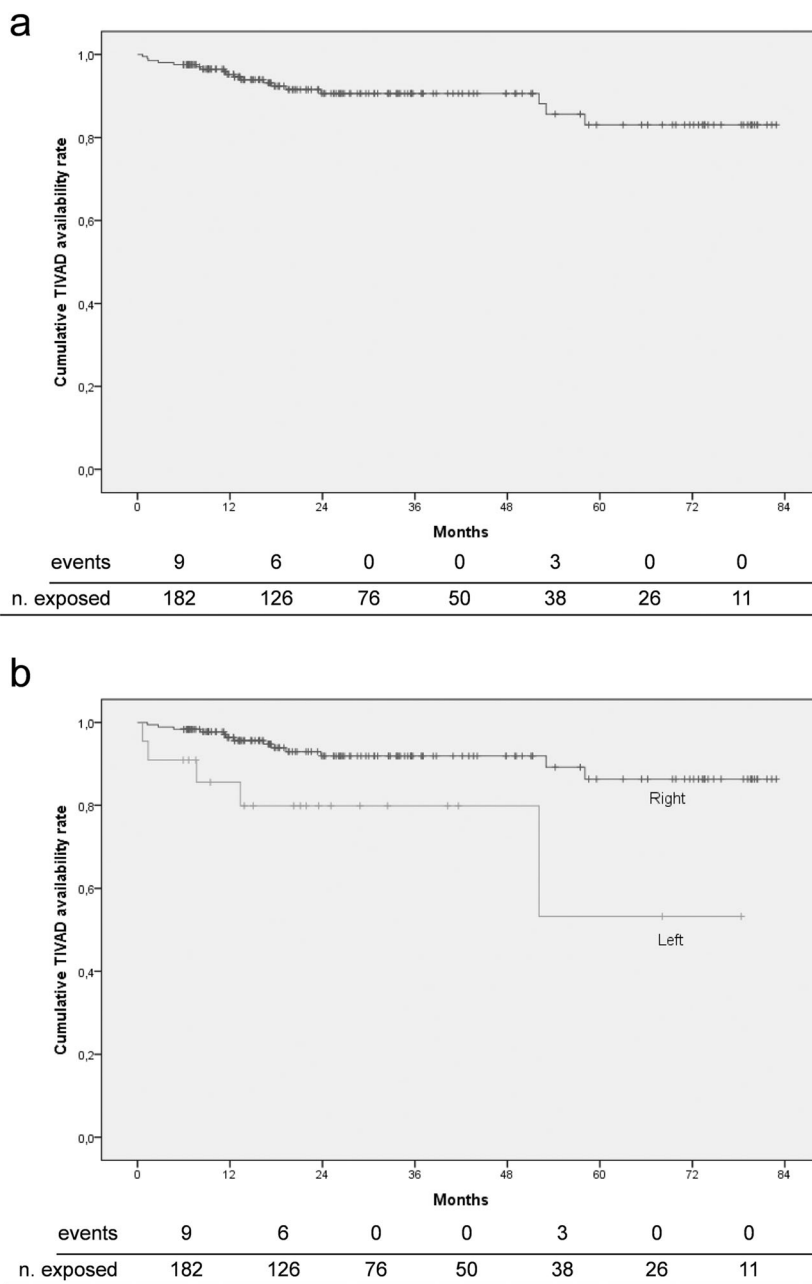 a
Cumulative TIVAD availability rate
1,0
0,8
0,6
0,4
0,2
0,0
0 12 24 36 48 60 72 84
Months
events 9 6 0 0 3 0 0
n. exposed 182 126 76 50 38 26 11
b
Cumulative TIVAD availability rate
1,0
0,8
0,6
0,4
0,2
0,0
Right
Left
0 12 24 36 48 60 72 84
Months
events 9 6 0 0 3 0 0
n. exposed 182 126 76 50 38 26 11